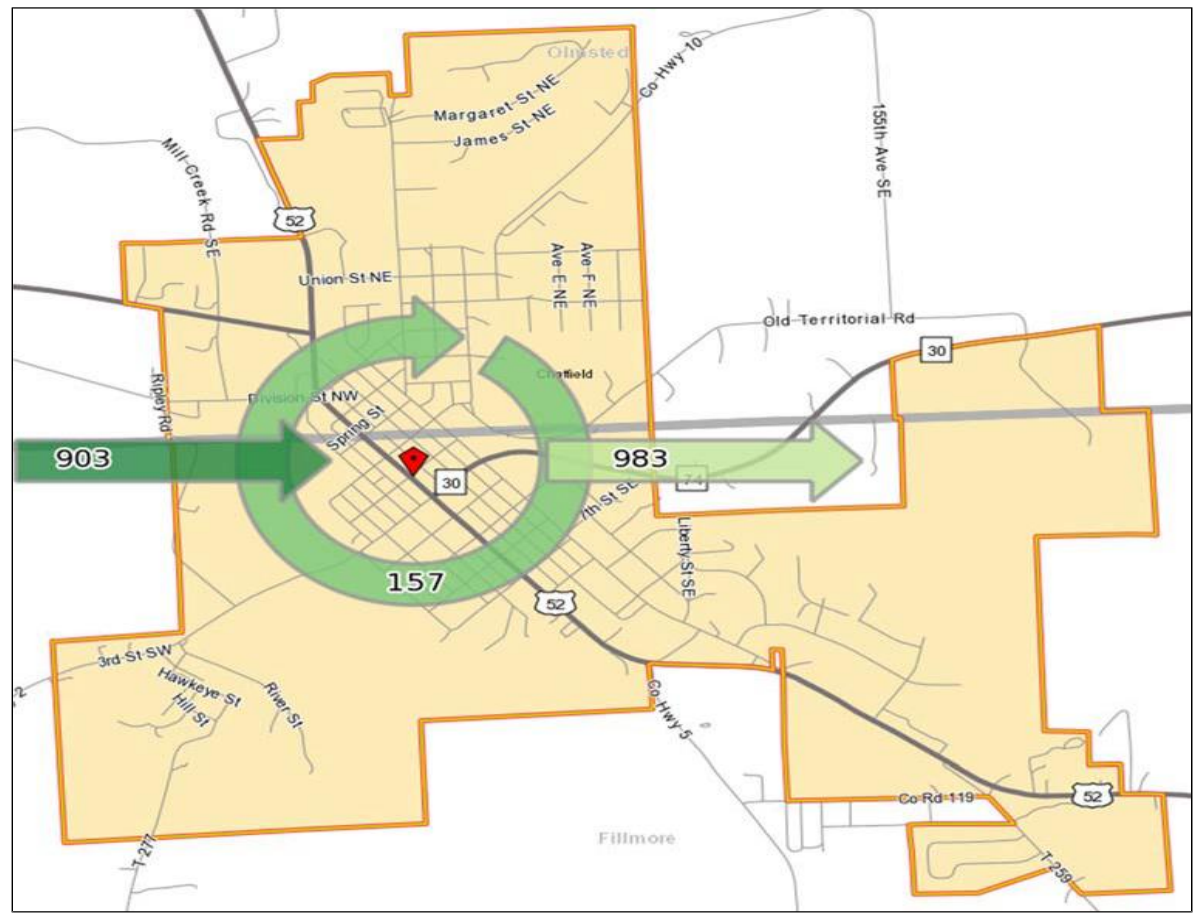 Olmsted
Co Hwy 10
Margaret St NE
James St NE
155th Ave SE
Mill Creek Rd SE
52
Union St NE
Ave E NE
Ave F NE
Old Territorial Rd
30
Ripley Rd
Division St NW
Chatfield
Spring St
903
983
30
74
7th St SE
Liberty St SE
157
52
3rd St SW
Hawkeye St
Hill St
River St
Co Hwy 5
Co Rd 119
52
Fillmore
T-277
T-259